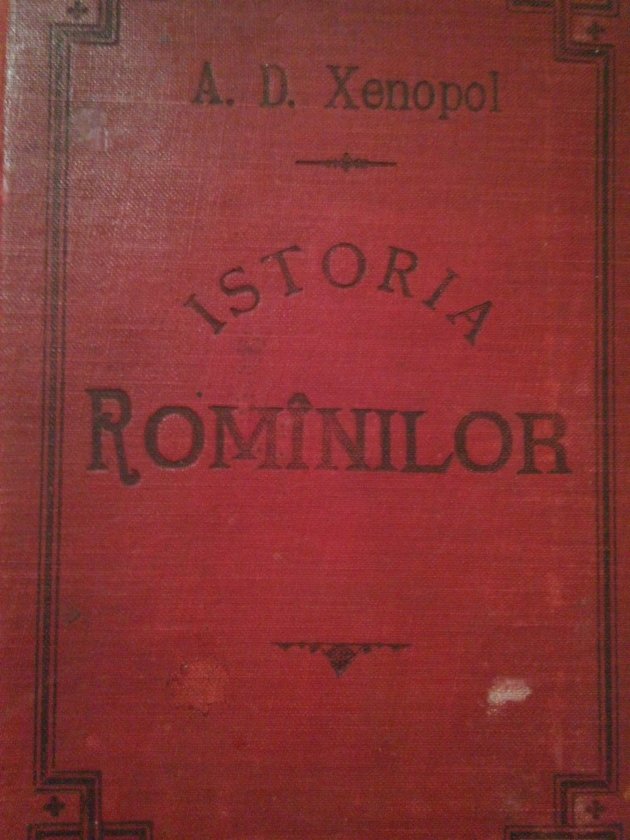 A. D. Xenopol
ISTORIA
ROMÎNILOR